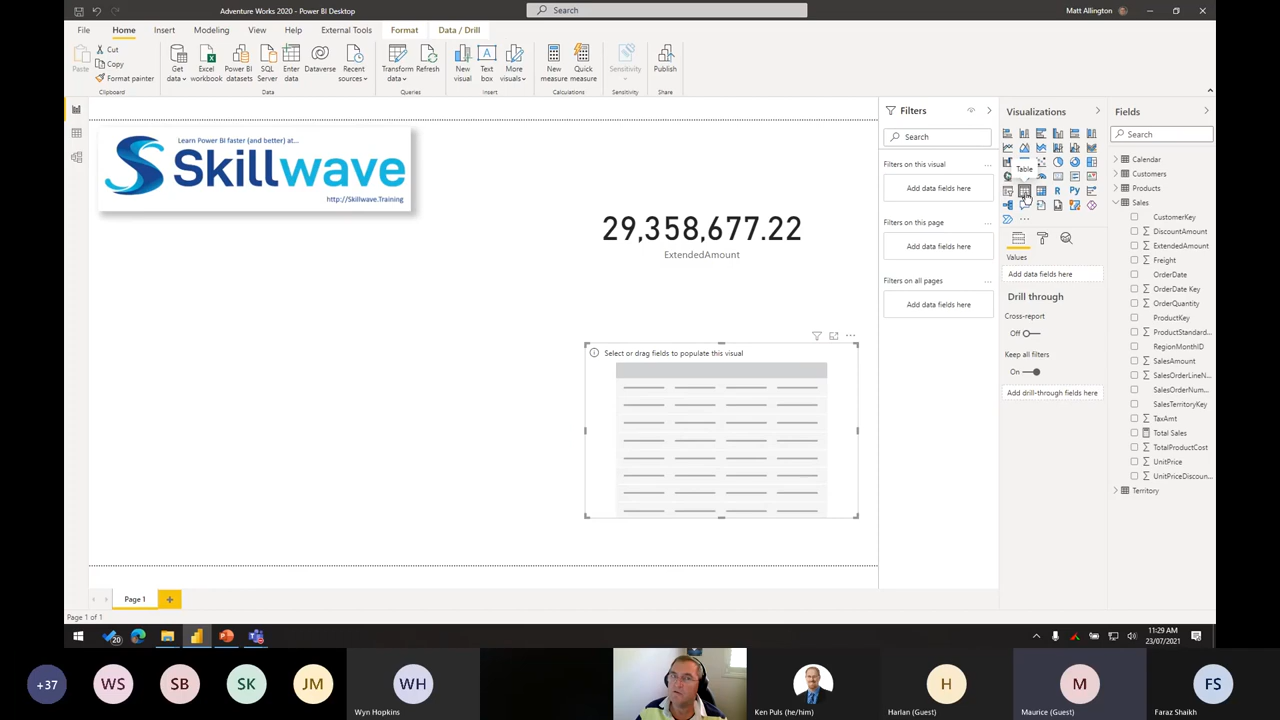 Adventure Works 2020 - Power BI Desktop
Search
Matt Allington
File
Home
Insert
Modeling
View
Help
External Tools
Format
Data / Drill
Paste
Cut
Copy
Format painter
Clipboard
Get data
Excel workbook
Power BI datasets
SQL Server
Enter data
Dataverse
Recent sources
Data
Transform data
Refresh
Queries
New visual
Text box
More visuals
Insert
New measure
Quick measure
Calculations
Sensitivity
Sensitivity
Publish
Share
Learn Power BI faster (and better) at...
Skillwave
http://Skillwave.Training
29,358,677.22
ExtendedAmount
Select or drag fields to populate this visual
Filters
Search
Filters on this visual
Add data fields here
Filters on this page
Add data fields here
Filters on all pages
Add data fields here
Visualizations
Table
R
Py
Values
Add data fields here
Drill through
Cross-report
Off
Keep all filters
On
Add drill-through fields here
Fields
Search
Calendar
Customers
Products
Sales
CustomerKey
DiscountAmount
ExtendedAmount
Freight
OrderDate
OrderDate Key
OrderQuantity
ProductKey
ProductStandard...
RegionMonthID
SalesAmount
SalesOrderLineN...
SalesOrderNum...
SalesTerritoryKey
TaxAmt
Total Sales
TotalProductCost
UnitPrice
UnitPriceDiscoun...
Territory
Page 1
Page 1 of 1
20
11:29 AM
23/07/2021
+37
WS
SB
SK
JM
WH
Wyn Hopkins
Ken Puls (he/him)
H
Harlan (Guest)
M
Maurice (Guest)
FS
Faraz Shaikh